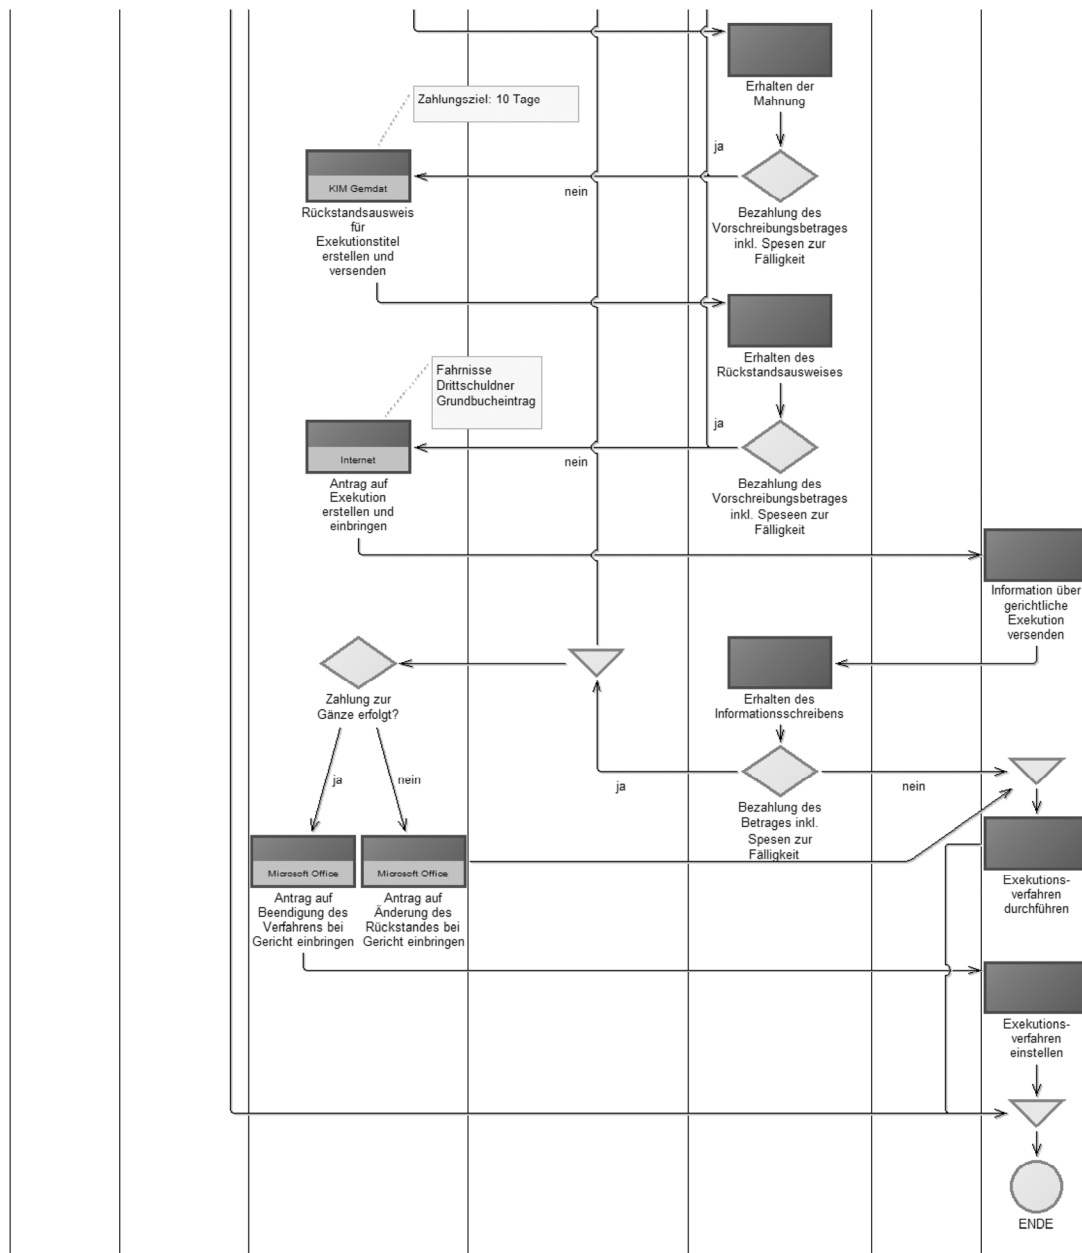 Erhalten der
Mahnung
Zahlungsziel: 10 Tage
ja
KIM Gemdat
nein
Rückstandsausweis
für
Exekutionstitel
erstellen und
versenden
Bezahlung des
Vorschreibungsbetrages
inkl. Spesen zur
Fälligkeit
Erhalten des
Rückstandsausweises
Fahrnisse
Drittschuldner
Grundbucheintrag
ja
Internet
nein
Antrag auf
Exekution
erstellen und
einbringen
Bezahlung des
Vorschreibungsbetrages
inkl. Speseen zur
Fälligkeit
Information über
gerichtliche
Exekution
versenden
Zahlung zur
Gänze erfolgt?
Erhalten des
Informationsschreibens
ja
nein
ja
nein
Bezahlung des
Betrages inkl.
Spesen zur
Fälligkeit
Microsoft Office
Microsoft Office
Antrag auf
Beendigung des
Verfahrens bei
Gericht einbringen
Antrag auf
Änderung des
Rückstandes bei
Gericht einbringen
Exekutions-
verfahren
durchführen
Exekutions-
verfahren
einstellen
ENDE